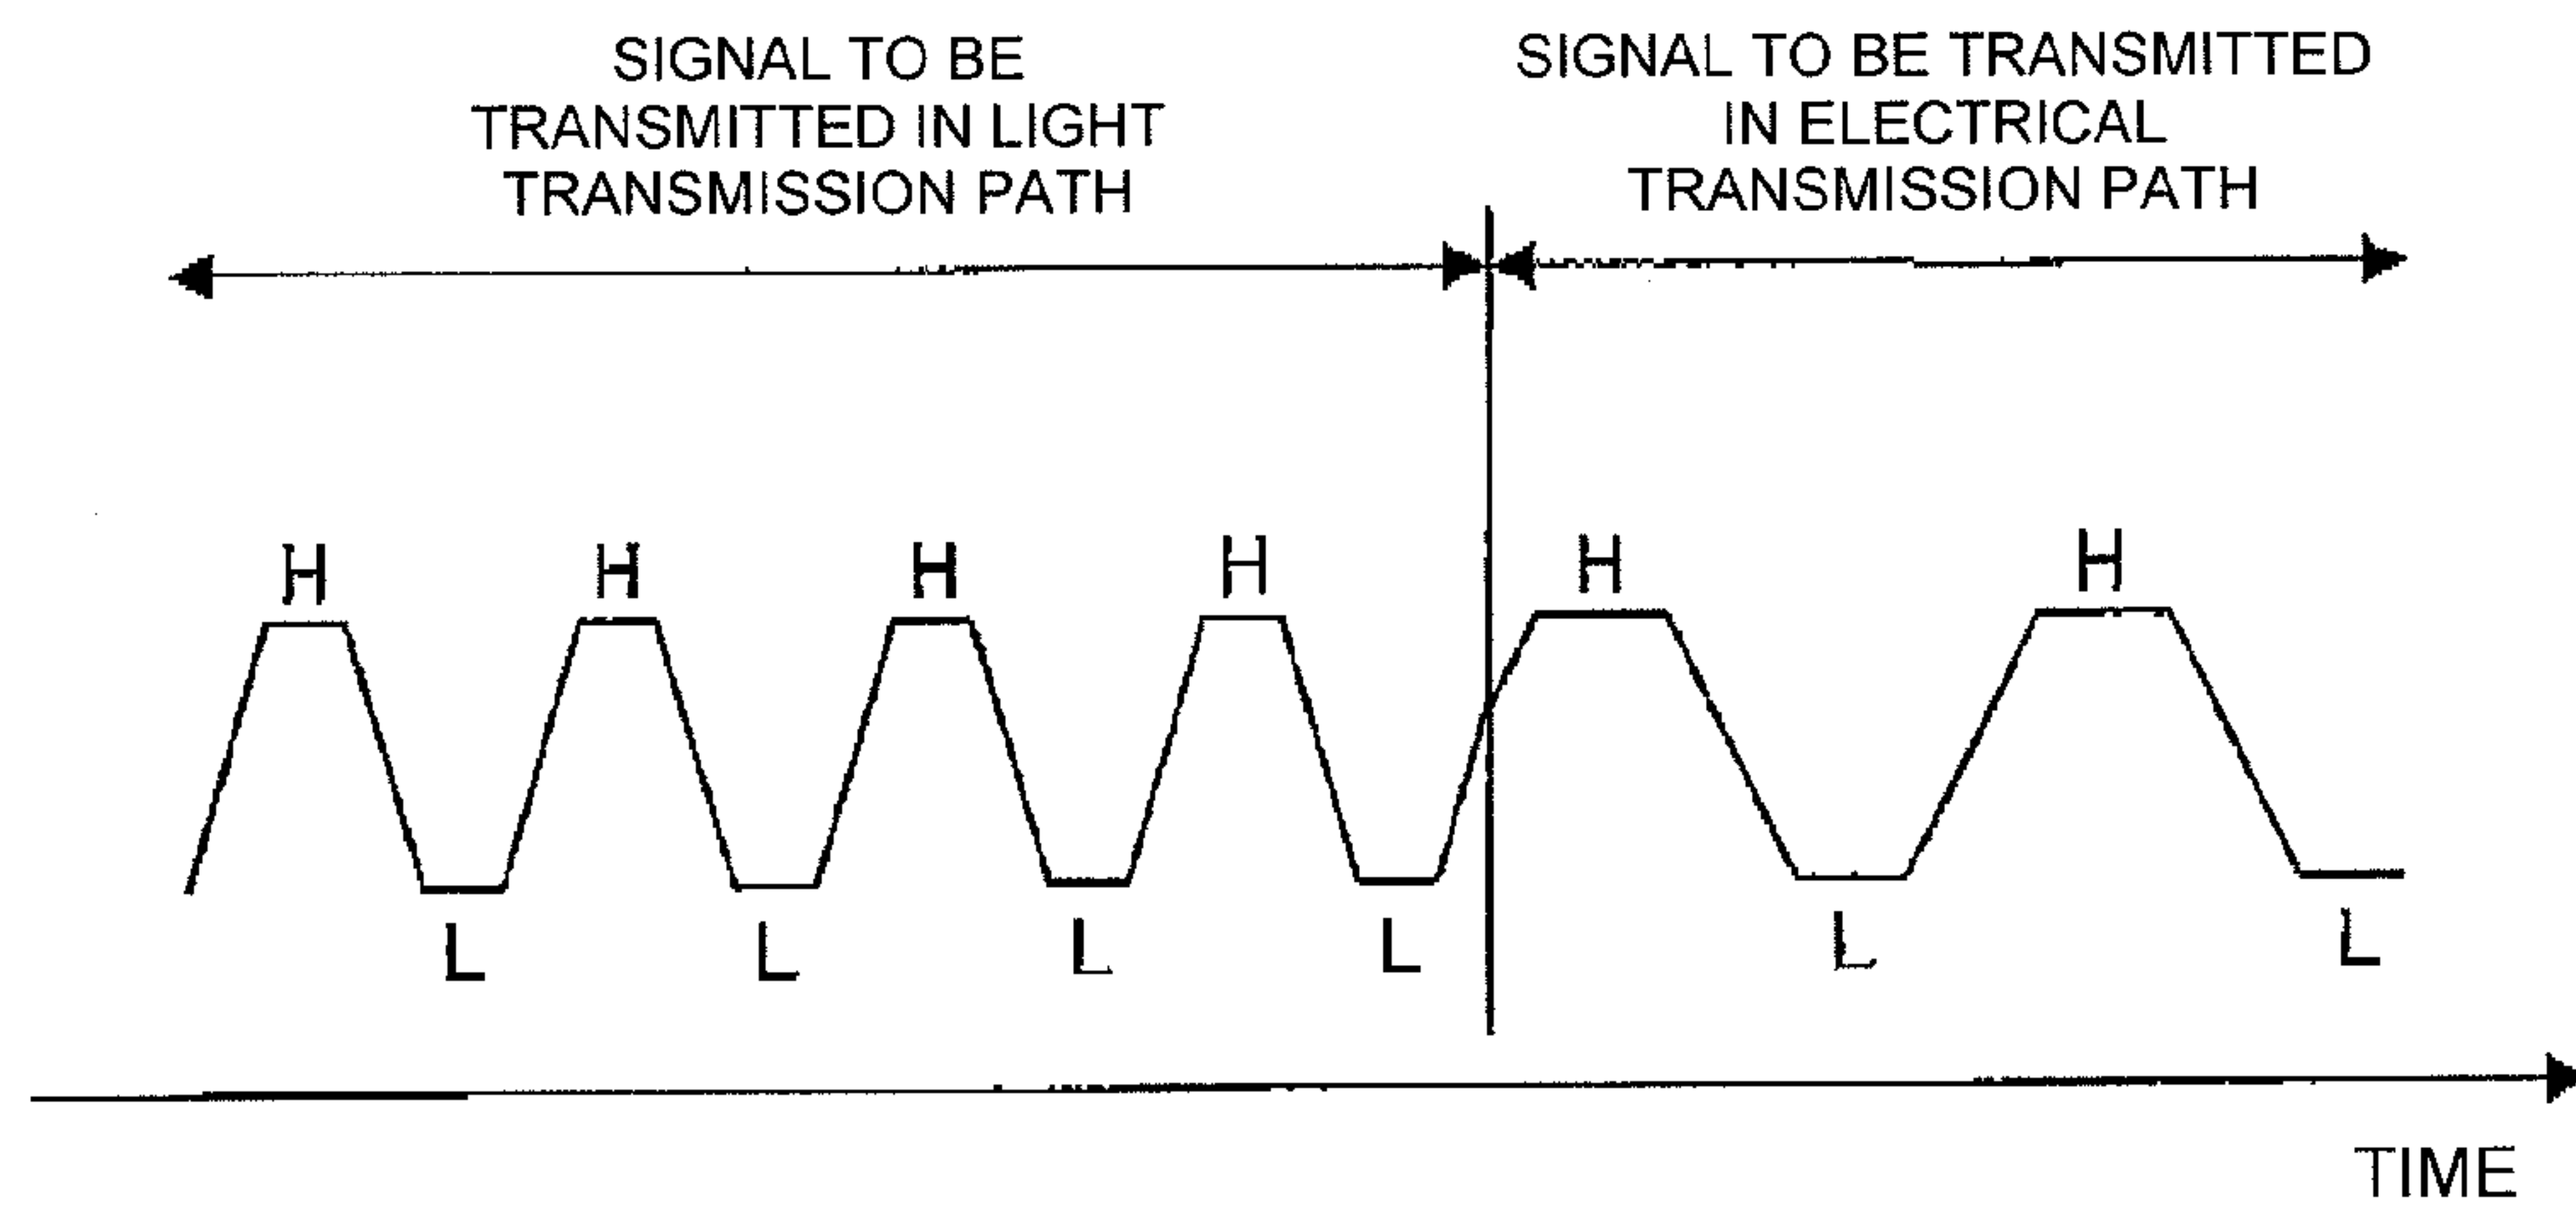 SIGNAL TO BE
TRANSMITTED IN LIGHT
TRANSMISSION PATH
SIGNAL TO BE TRANSMITTED
IN ELECTRICAL
TRANSMISSION PATH
H H H H H H
L L L L L L
TIME